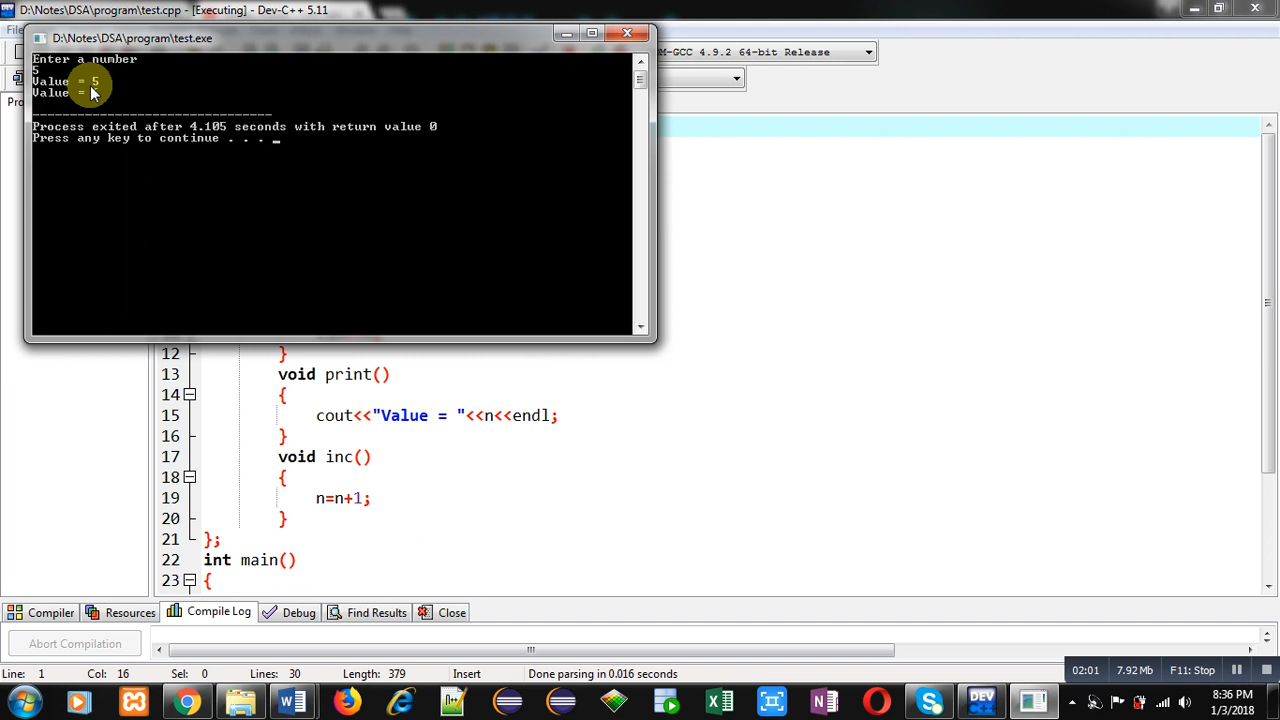 D:\Notes\DSA\program\test.cpp - [Executing] - Dev-C++ 5.11
D:\Notes\DSA\program\test.exe
Enter a number
5
Value = 5
Value =
--------------------------------
Process exited after 4.105 seconds with return value 0
Press any key to continue . . . _
GCC 4.9.2 64-bit Release
12 }
13 void print()
14 {
15 cout<<"Value = "<<n<<endl;
16 }
17 void inc()
18 {
19 n=n+1;
20 }
21 };
22 int main()
23 {
Compiler Resources Compile Log Debug Find Results Close
Abort Compilation
Line: 1 Col: 16 Sel: 0 Lines: 30 Length: 379 Insert Done parsing in 0.016 seconds
02:01 7.92 Mb F11: Stop
8:36 PM
1/3/2018